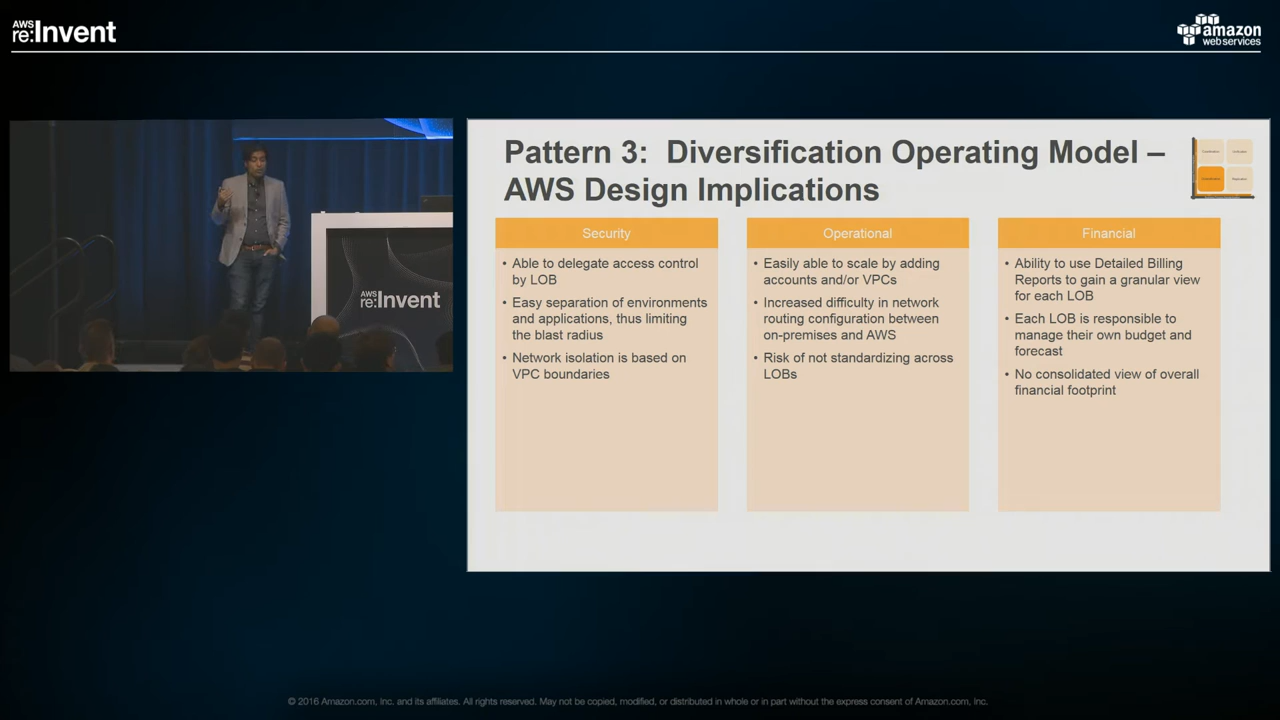 AWS
re:Invent
amazon
web services
Pattern 3: Diversification Operating Model –
AWS Design Implications
Security
• Able to delegate access control
by LOB
• Easy separation of environments
and applications, thus limiting
the blast radius
• Network isolation is based on
VPC boundaries
Operational
• Easily able to scale by adding
accounts and/or VPCs
• Increased difficulty in network
routing configuration between
on-premises and AWS
• Risk of not standardizing across
LOBs
Financial
• Ability to use Detailed Billing
Reports to gain a granular view
for each LOB
• Each LOB is responsible to
manage their own budget and
forecast
• No consolidated view of overall
financial footprint
AWS
re:Invent
© 2016 Amazon.com, Inc. and its affiliates. All rights reserved. May not be copied, modified, or distributed in whole or in part without the express consent of Amazon.com, Inc.